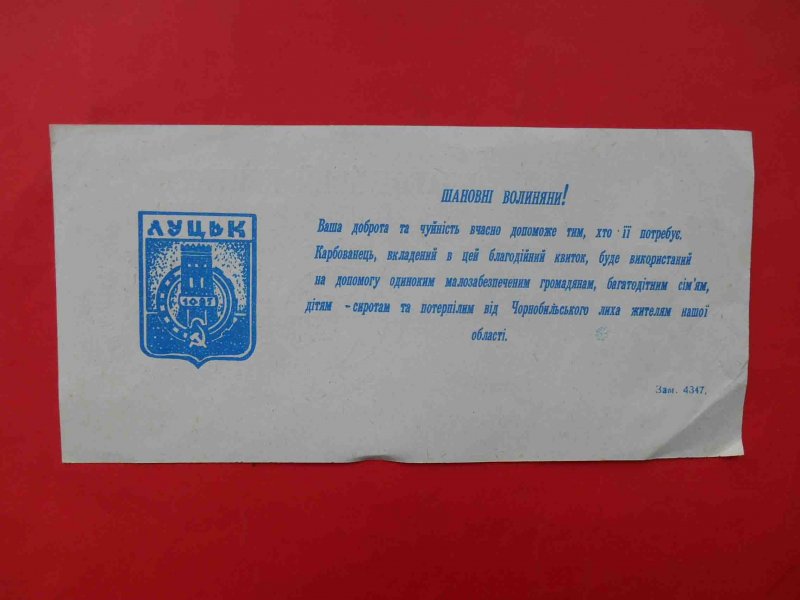 ЛУЦЬК
1085
ШАНОВНІ ВОЛИНЯНИ!
Ваша доброта та чуйність вчасно допоможе тим, хто її потребує.
Карбованець, вкладений в цей благодійний квиток, буде використаний
на допомогу одиноким малозабезпеченим громадянам, багатодітним сім'ям,
дітям - сиротам та потерпілим від Чорнобильського лиха жителям нашої
області.
Зам. 4347.